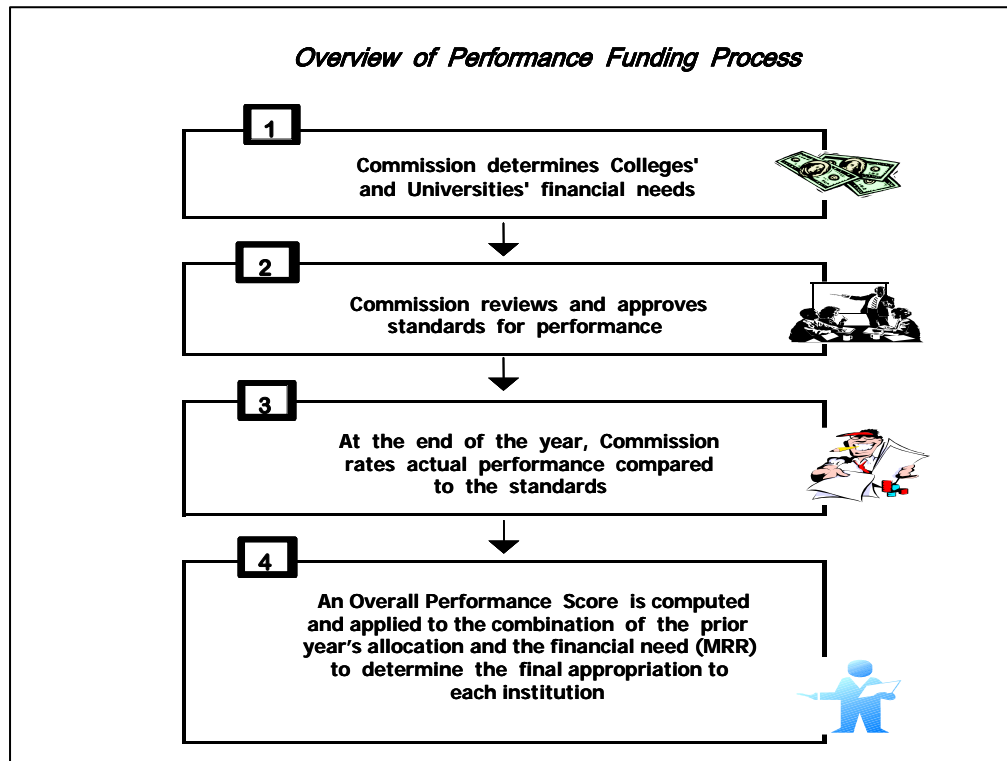 Overview of Performance Funding Process
1
Commission determines Colleges'
and Universities' financial needs
2
Commission reviews and approves
standards for performance
3
At the end of the year, Commission
rates actual performance compared
to the standards
4
An Overall Performance Score is computed
and applied to the combination of the prior
year's allocation and the financial need (MRR)
to determine the final appropriation to
each institution